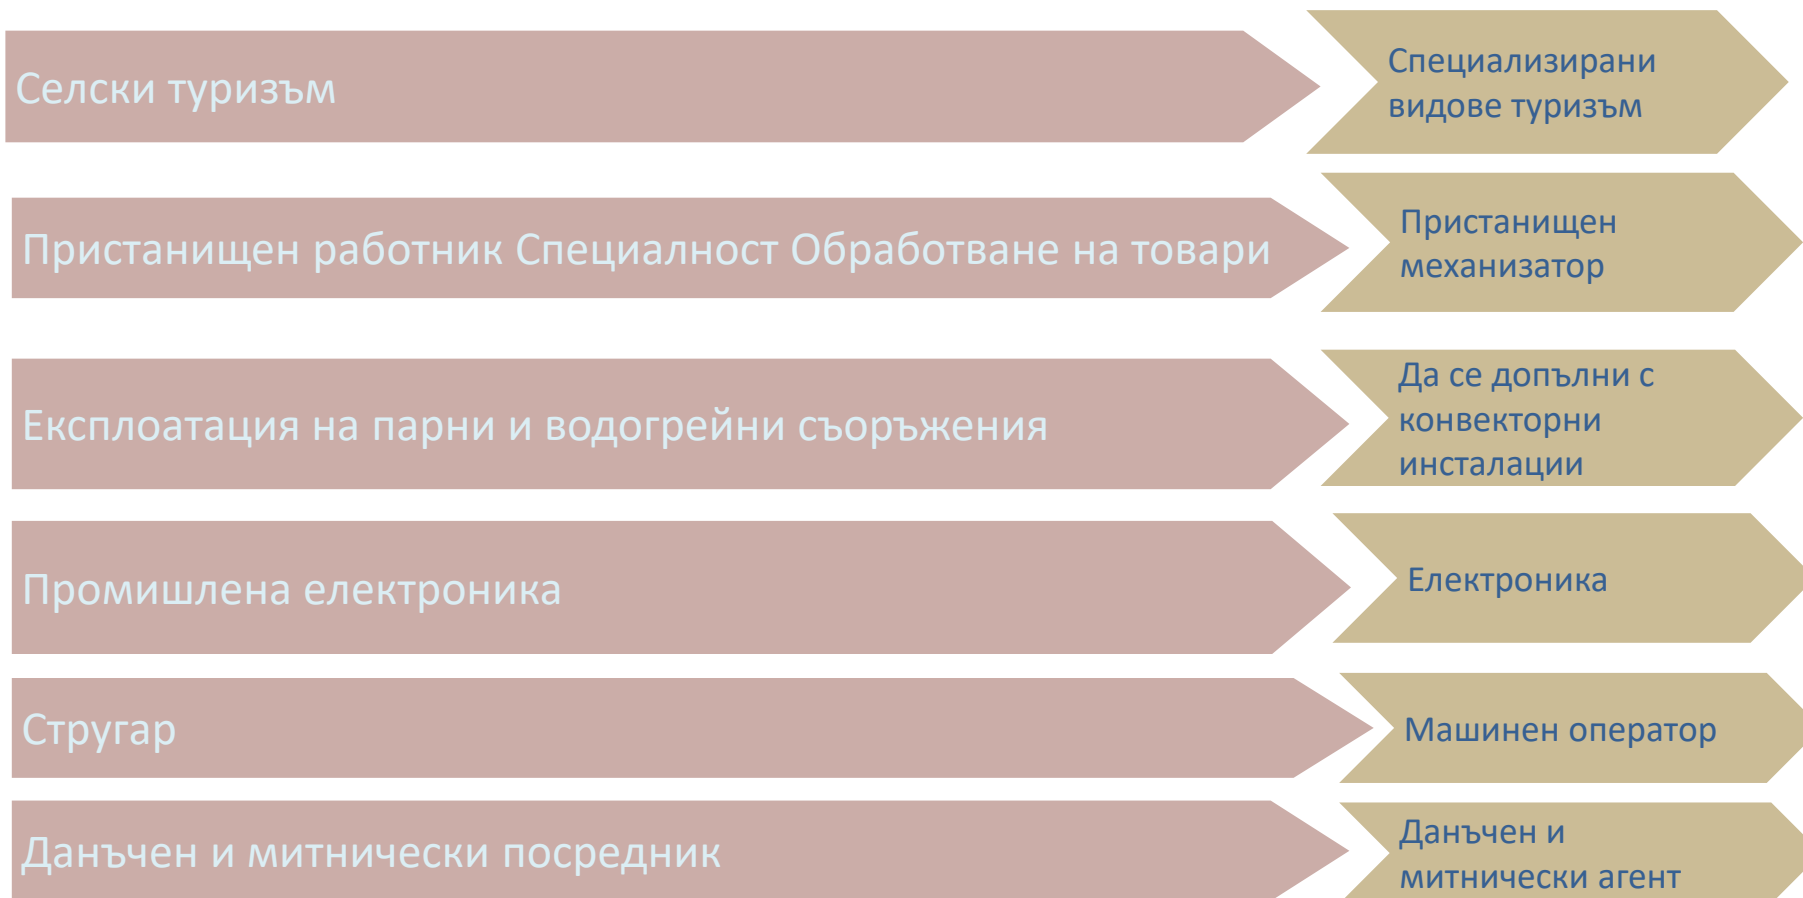 Селски туризъм
Специализирани
видове туризъм
Пристанищен работник Специалност Обработване на товари
Пристанищен
механизатор
Експлоатация на парни и водогрейни съоръжения
Да се допълни с
конвекторни
инсталации
Промишлена електроника
Електроника
Стругар
Машинен оператор
Данъчен и митнически посредник
Данъчен и
митнически агент